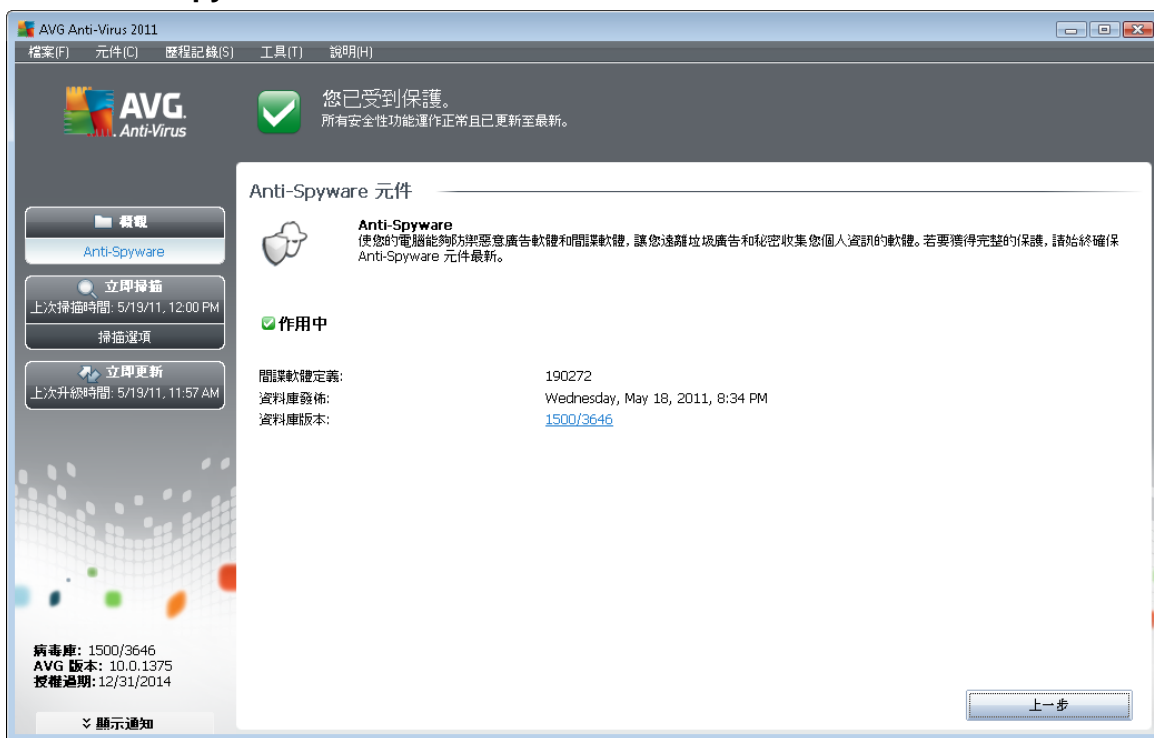 AVG Anti-Virus 2011
檔案(F) 元件(C) 歷程記錄(S) 工具(T) 說明(H)
AVG.
Anti-Virus
您已受到保護。
所有安全性功能運作正常且已更新至最新。
概觀
Anti-Spyware
立即掃描
上次掃描時間: 5/19/11, 12:00 PM
掃描選項
立即更新
上次升級時間: 5/19/11, 11:57 AM
病毒庫: 1500/3646
AVG 版本: 10.0.1375
授權過期: 12/31/2014
顯示通知
Anti-Spyware 元件
Anti-Spyware
使您的電腦能夠防禦惡意廣告軟體和間諜軟體, 讓您遠離垃圾廣告和秘密收集您個人資訊的軟體。若要獲得完整的保護, 請始終確保
Anti-Spyware 元件最新。
作用中
間諜軟體定義: 190272
資料庫發佈: Wednesday, May 18, 2011, 8:34 PM
資料庫版本: 1500/3646
上一步